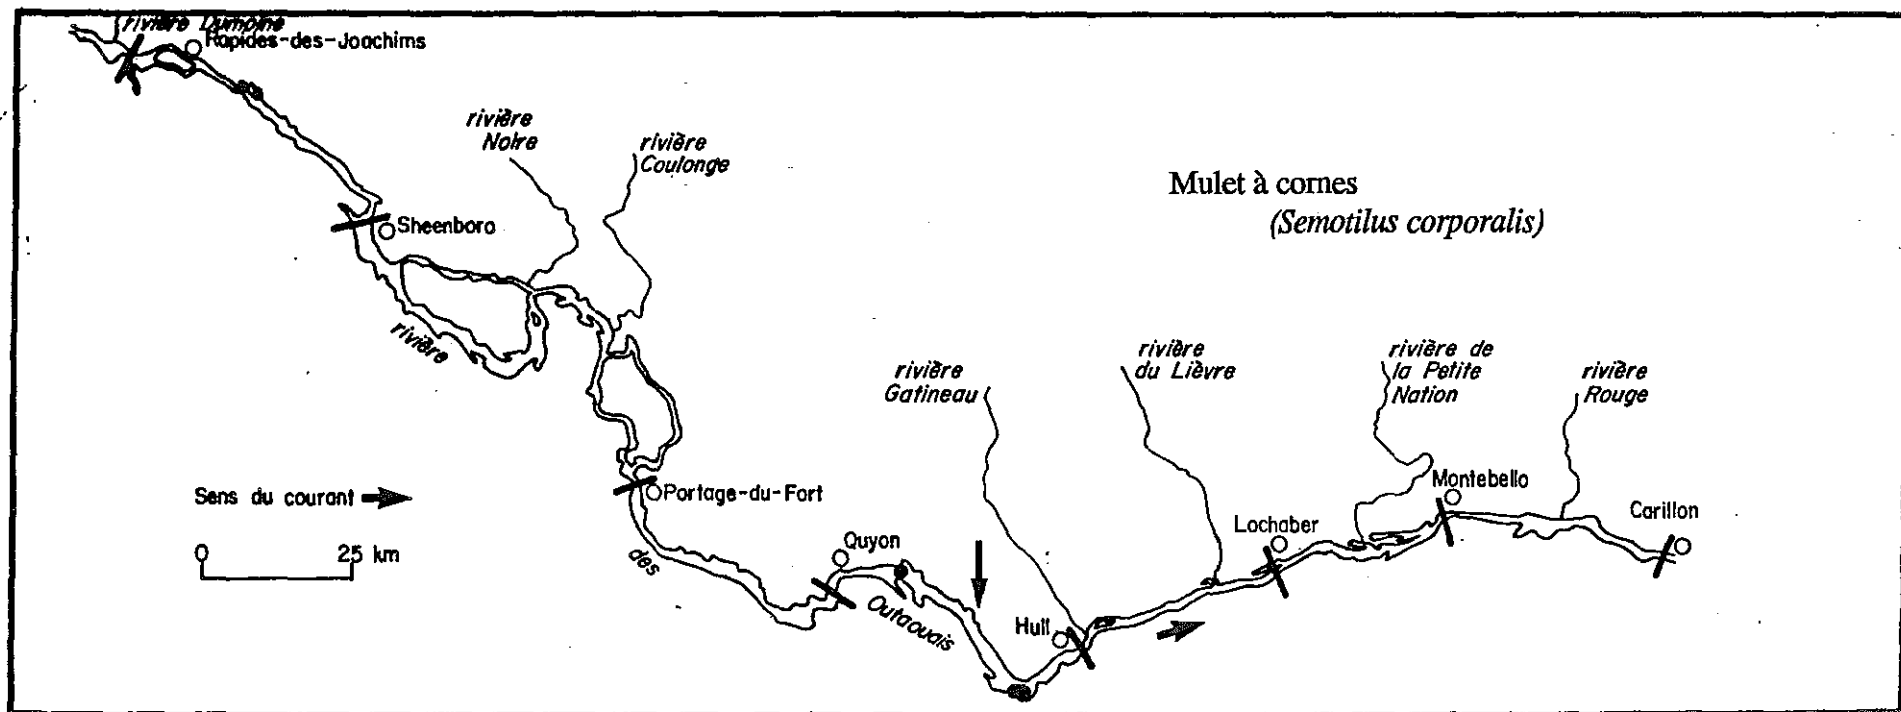 rivière Dumoine
Rapides-des-Joachims
rivière
Noire
rivière
Coulonge
Mulet à cornes
(Semotilus corporalis)
Sheenboro
rivière
rivière
Gatineau
rivière
du Lièvre
rivière de
la Petite
Nation
rivière
Rouge
Sens du courant
Portage-du-Fort
Montebello
Carillon
Lochaber
0 25 km
des
Quyon
Outaouais
Hull